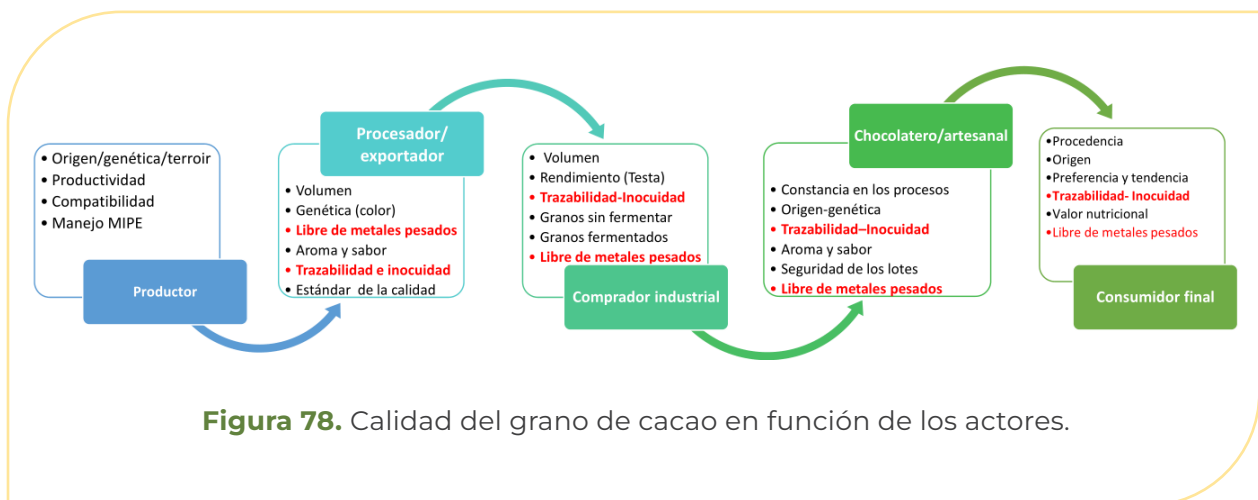 • Origen/genética/terroir
• Productividad
• Compatibilidad
• Manejo MIPE
Productor
Procesador/
exportador
• Volumen
• Genética (color)
• Libre de metales pesados
• Aroma y sabor
• Trazabilidad e inocuidad
• Estándar de la calidad
• Volumen
• Rendimiento (Testa)
• Trazabilidad-Inocuidad
• Granos sin fermentar
• Granos fermentados
• Libre de metales pesados
Comprador industrial
Chocolatero/artesanal
• Constancia en los procesos
• Origen-genética
• Trazabilidad–Inocuidad
• Aroma y sabor
• Seguridad de los lotes
• Libre de metales pesados
•Procedencia
•Origen
•Preferencia y tendencia
•Trazabilidad- Inocuidad
•Valor nutricional
•Libre de metales pesados
Consumidor final
Figura 78. Calidad del grano de cacao en función de los actores.